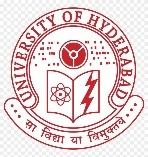 UNIVERSITY OF HYDERABAD
सा विद्या या विमुक्तये